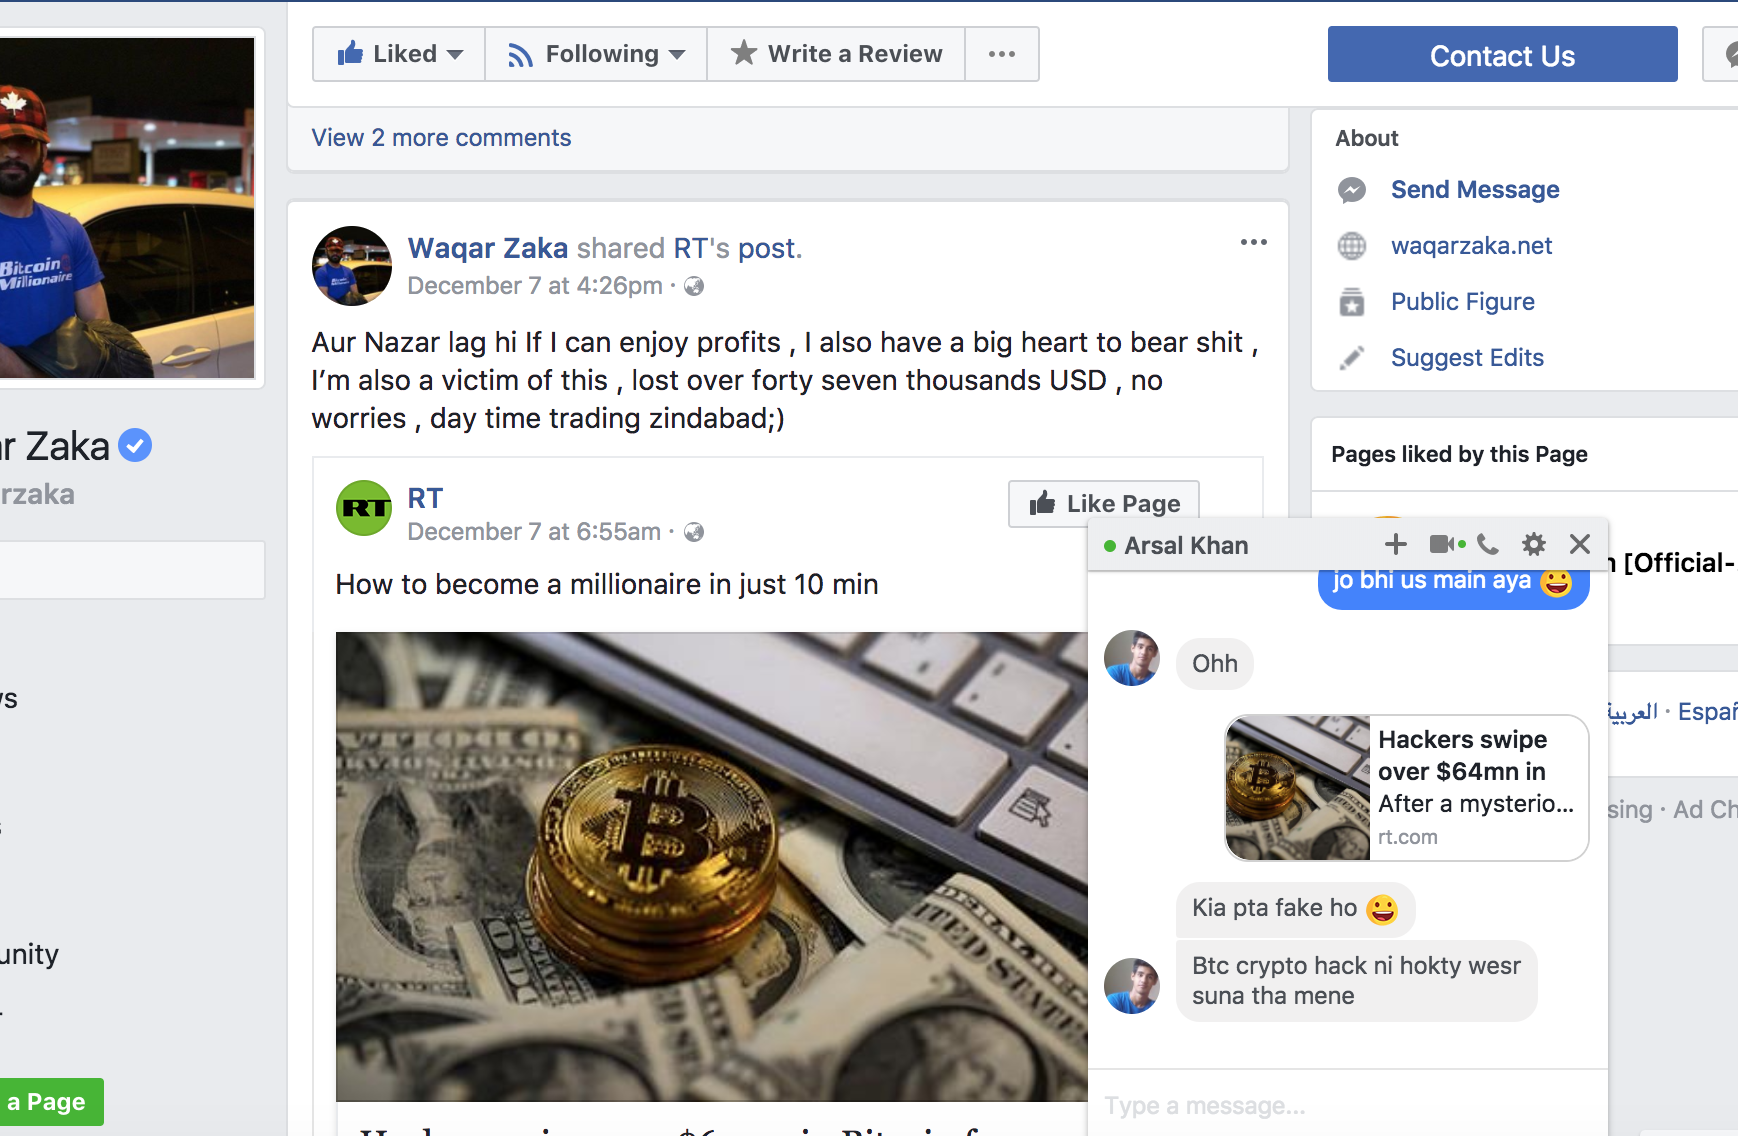 Liked
Following
Write a Review
Contact Us
View 2 more comments
Bitcoin
Millionaire
Zaka
rzaka
unity
a Page
Waqar Zaka shared RT's post.
December 7 at 4:26pm ·
Aur Nazar lag hi If I can enjoy profits , I also have a big heart to bear shit ,
I’m also a victim of this , lost over forty seven thousands USD , no
worries , day time trading zindabad;)
RT
RT
December 7 at 6:55am ·
Like Page
How to become a millionaire in just 10 min
About
Send Message
waqarzaka.net
Public Figure
Suggest Edits
Pages liked by this Page
[Official-
العربية · Españ
sing · Ad Ch
Arsal Khan
jo bhi us main aya 😀
Ohh
Hackers swipe
over $64mn in
After a mysterio...
rt.com
Kia pta fake ho 😀
Btc crypto hack ni hokty wesr
suna tha mene
Type a message...